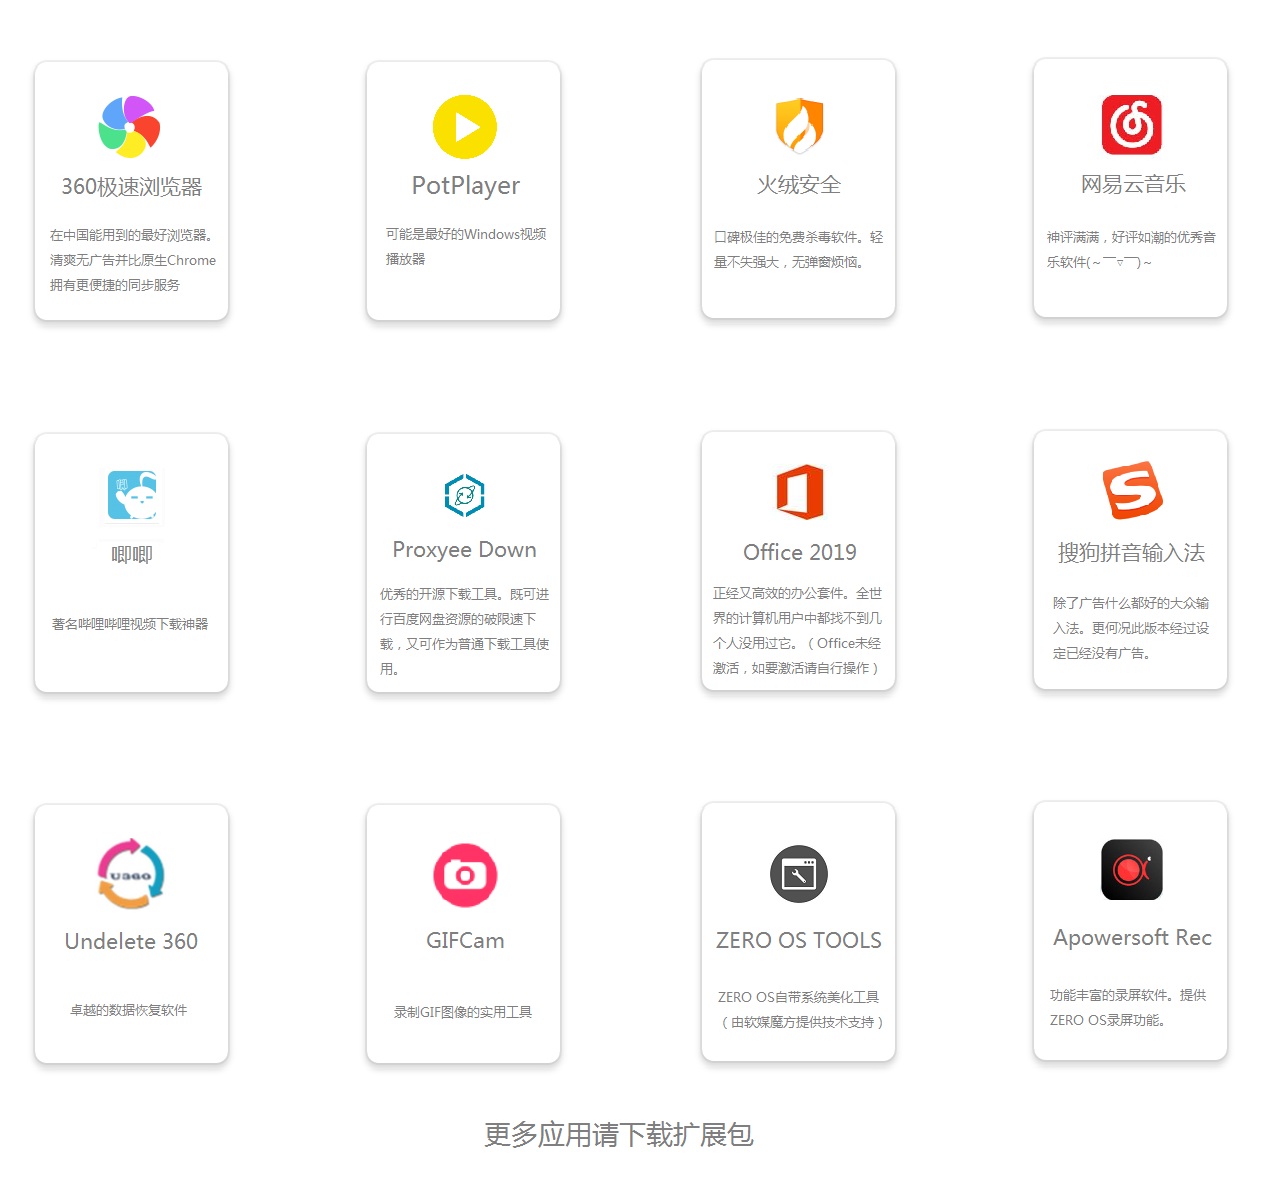 360极速浏览器
在中国能用到的最好浏览器。
清爽无广告并比原生Chrome
拥有更便捷的同步服务
PotPlayer
可能是最好的Windows视频
播放器
火绒安全
口碑极佳的免费杀毒软件。轻
量不失强大，无弹窗烦恼。
网易云音乐
神评满满，好评如潮的优秀音
乐软件(～￣▽￣)～
唧唧
著名哔哩哔哩视频下载神器
Proxyee Down
优秀的开源下载工具。既可进
行百度网盘资源的破限速下
载，又可作为普通下载工具使
用。
Office 2019
正经又高效的办公套件。全世
界的计算机用户中都找不到几
个人没用过它。（Office未经
激活，如要激活请自行操作）
搜狗拼音输入法
除了广告什么都好的大众输
入法。更何况此版本经过设
定已经没有广告。
U360
Undelete 360
卓越的数据恢复软件
GIFCam
录制GIF图像的实用工具
ZERO OS TOOLS
ZERO OS自带系统美化工具
（由软媒魔方提供技术支持）
Apowersoft Rec
功能丰富的录屏软件。提供
ZERO OS录屏功能。
更多应用请下载扩展包